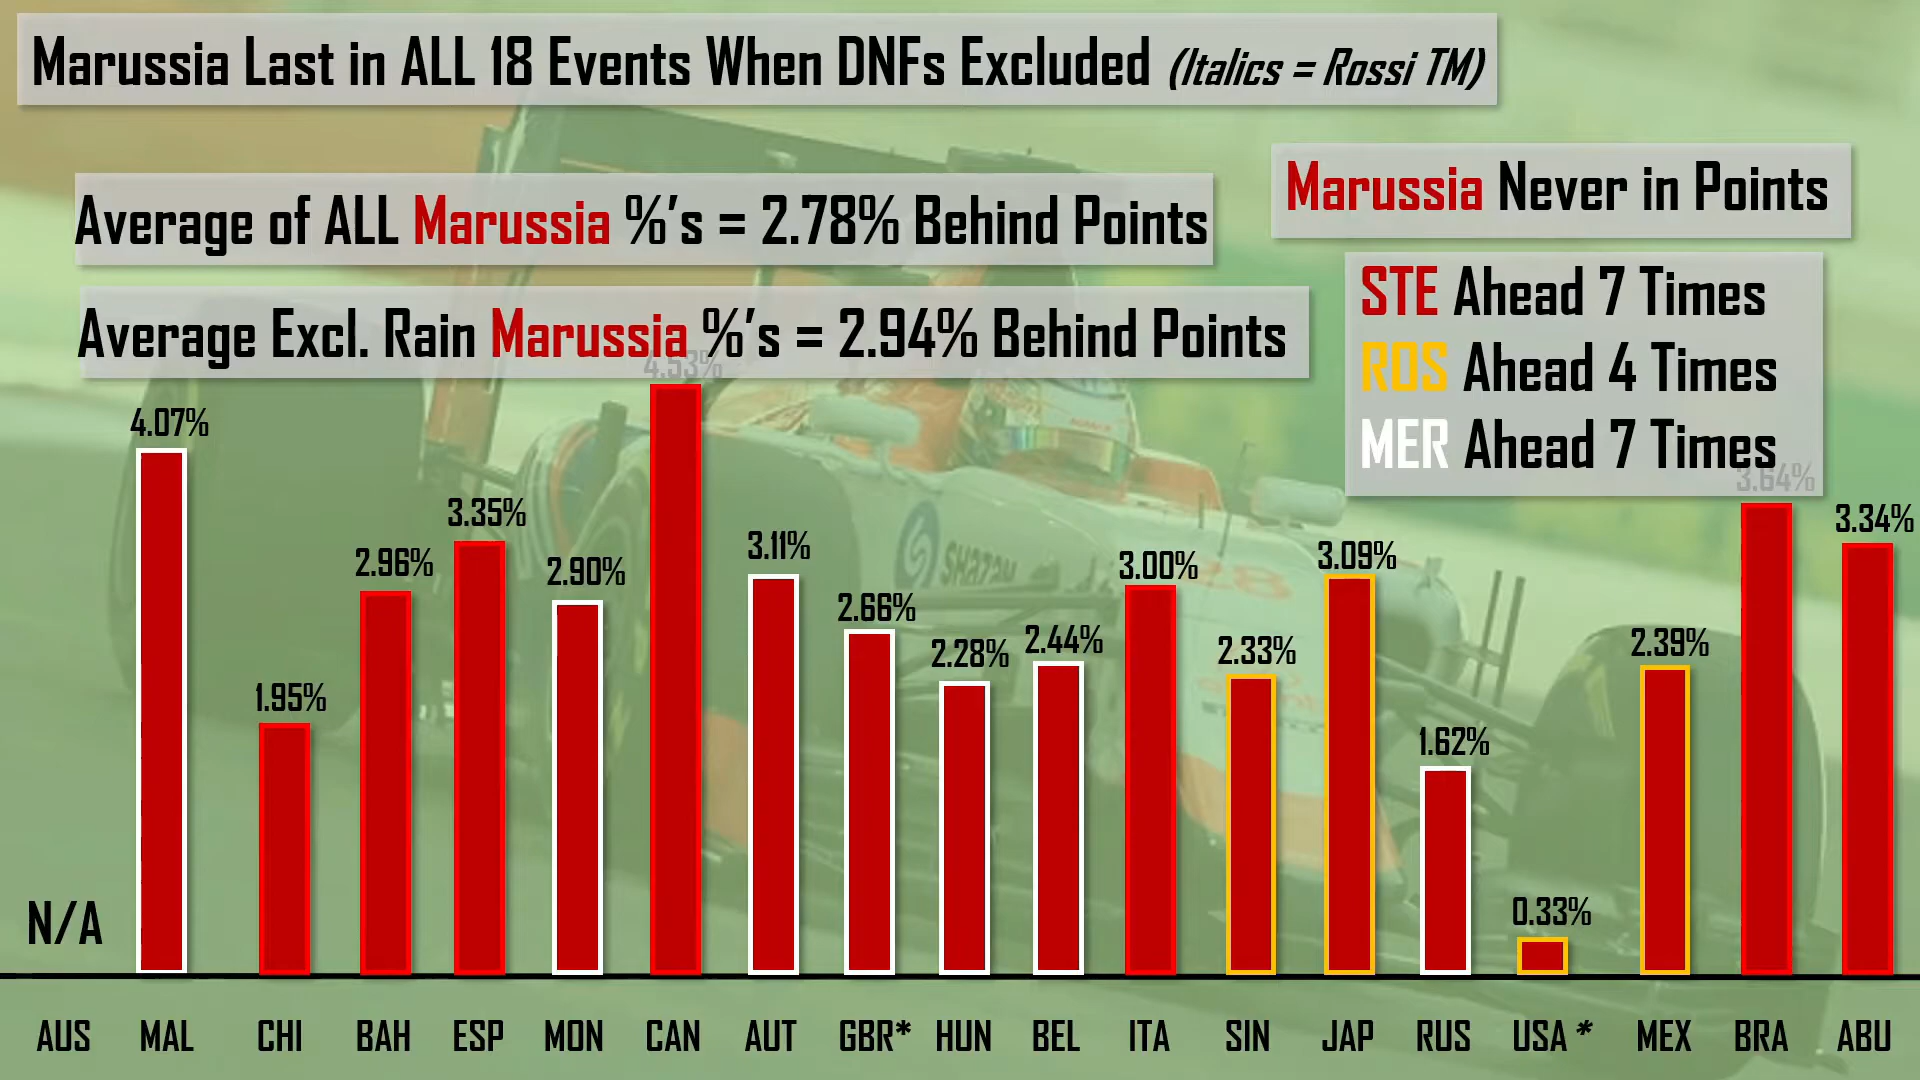 Marussia Last in ALL 18 Events When DNFs Excluded (Italics = Rossi TM)
Marussia Never in Points
Average of ALL Marussia %'s = 2.78% Behind Points
STE Ahead 7 Times
Average Excl. Rain Marussia %'s = 2.94% Behind Points
ROS Ahead 4 Times
MER Ahead 7 Times
4.53%
4.07%
3.64%
3.35%
3.34%
2.96%
2.90%
3.11%
3.00%
3.09%
SHAZAM
2.66%
2.28%
2.44%
2.33%
2.39%
1.95%
1.62%
0.33%
N/A
AUS MAL CHI BAH ESP MON CAN AUT GBR* HUN BEL ITA SIN JAP RUS USA * MEX BRA ABU